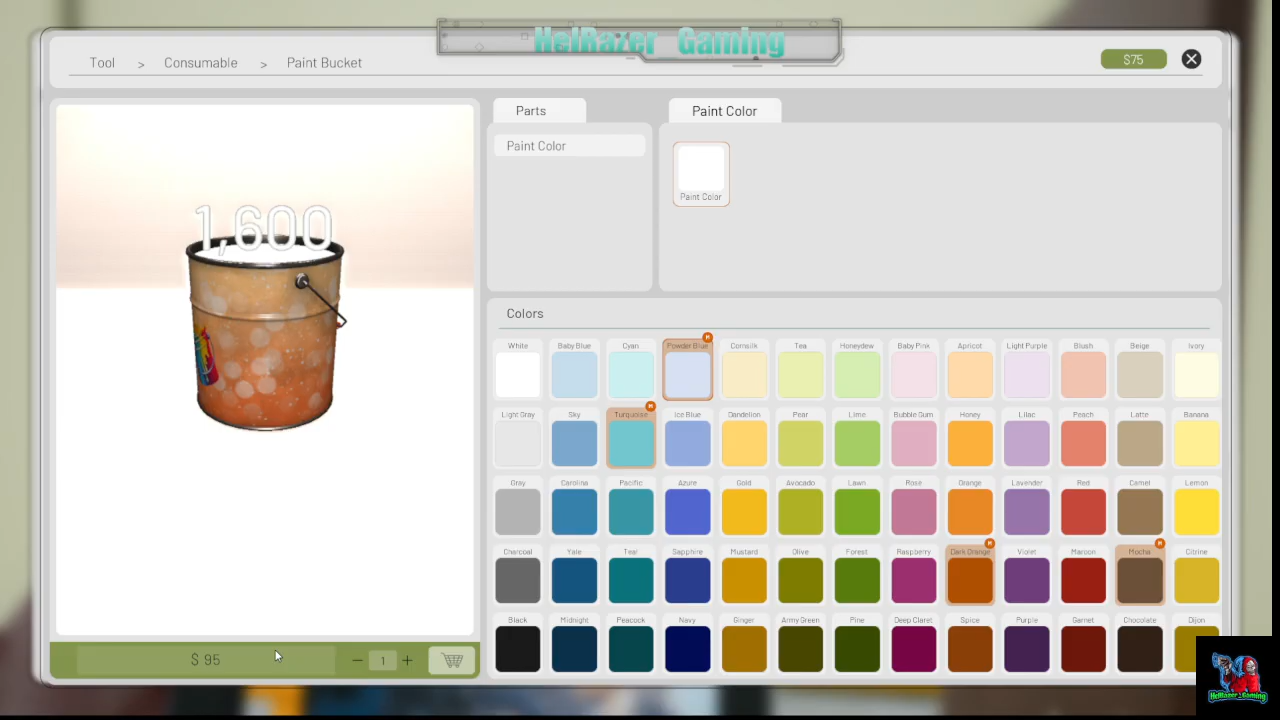 HelRazer_Gaming
Tool > Consumable > Paint Bucket
$75
Parts
Paint Color
Paint Color
Paint Color
1,600
Colors
White Baby Blue Cyan Powder Blue Cornsilk Tea Honeydew Baby Pink Apricot Light Purple Blush Beige Ivory
Light Gray Sky Turquoise Ice Blue Dandelion Pear Lime Bubble Gum Honey Lilac Peach Latte Banana
Gray Carolina Pacific Azure Gold Avocado Lawn Rose Orange Lavender Red Camel Lemon
Charcoal Yale Teal Sapphire Mustard Olive Forest Raspberry Dark Orange Violet Maroon Mocha Citrine
Black Midnight Peacock Navy Ginger Army Green Pine Deep Claret Spice Purple Garnet Chocolate Dijon
$ 95
— 1 +
HelRazer_Gaming